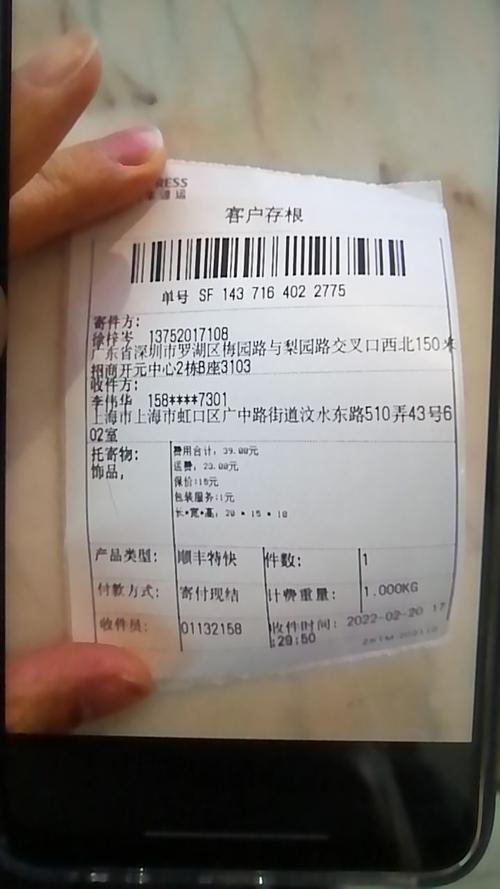 RESS
客户存根
单号 SF 143 716 402 2775
寄件方:
徐梓岑 13752017108
广东省深圳市罗湖区梅园路与梨园路交叉口西北150米
招商开元中心2栋B座3103
收件方:
李伟华 158****7301
上海市上海市虹口区广中路街道汶水东路510弄43号6
02室
托寄物:
饰品,
费用合计: 39.00元
运费: 23.00元
保价:15元
包装服务:1元
长*宽*高: 20 * 15 * 10
产品类型: 顺丰特快 件数: 1
付款方式: 寄付现结 计费重量: 1.000KG
收件员: 01132158 收件时间: 2022-02-20 17
:29:50